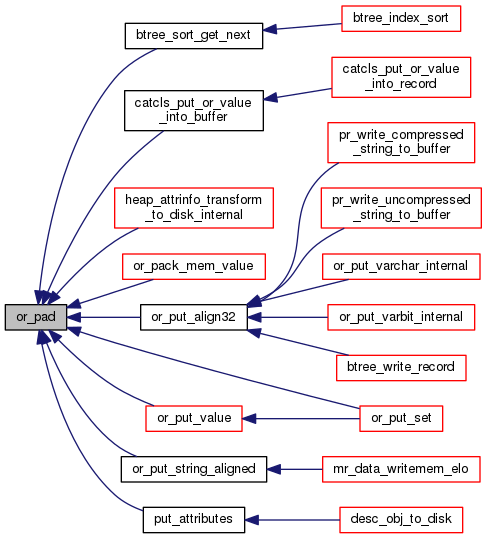 btree_sort_get_next
btree_index_sort
catcls_put_or_value
_into_buffer
catcls_put_or_value
_into_record
pr_write_compressed
_string_to_buffer
heap_attrinfo_transform
_to_disk_internal
pr_write_uncompressed
_string_to_buffer
or_pack_mem_value
or_put_varchar_internal
or_pad
or_put_align32
or_put_varbit_internal
btree_write_record
or_put_value
or_put_set
or_put_string_aligned
mr_data_writemem_elo
put_attributes
desc_obj_to_disk